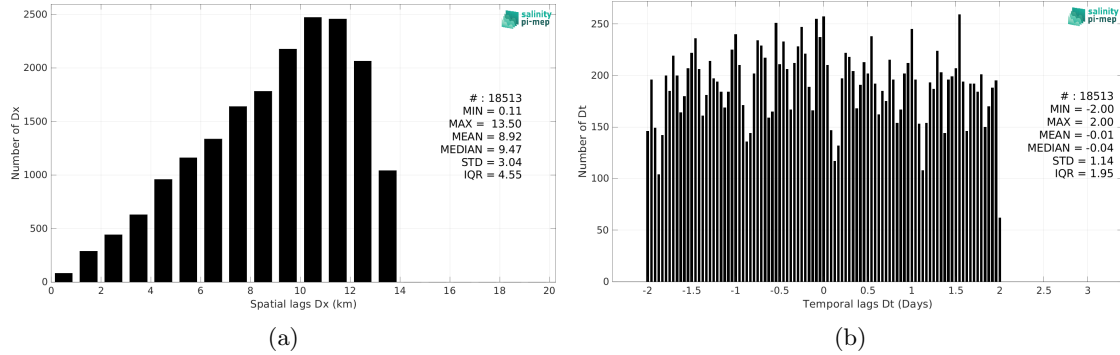 salinity
pi-mep
2500
2000
1500
1000
500
0
Number of Dx
# : 18513
MIN = 0.11
MAX = 13.50
MEAN = 8.92
MEDIAN = 9.47
STD = 3.04
IQR = 4.55
0 2 4 6 8 10 12 14 16 18 20
Spatial lags Dx (km)
(a)
salinity
pi-mep
250
200
150
100
50
0
Number of Dt
# : 18513
MIN = -2.00
MAX = 2.00
MEAN = -0.01
MEDIAN = -0.04
STD = 1.14
IQR = 1.95
-2 -1.5 -1 -0.5 0 0.5 1 1.5 2 2.5 3
Temporal lags Dt (Days)
(b)